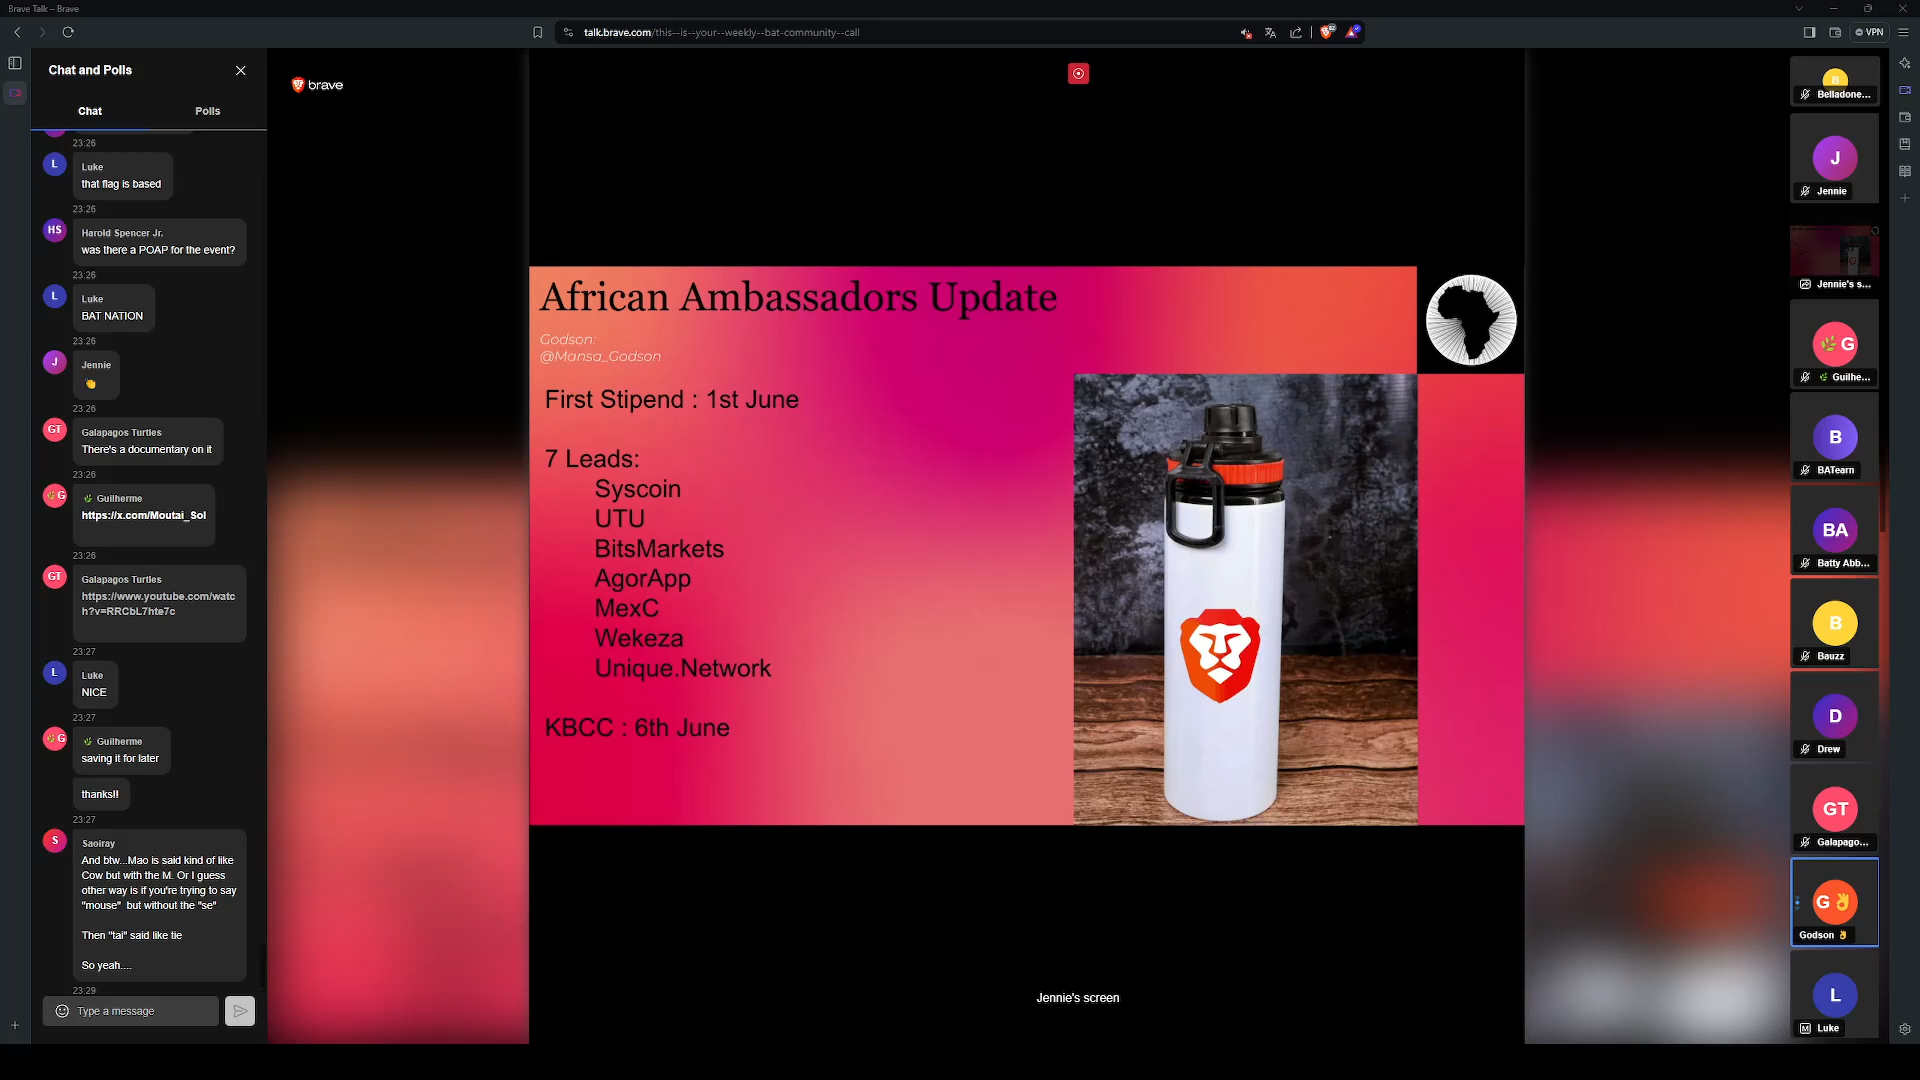 Brave Talk – Brave
talk.brave.com/this--is--your--weekly--bat-community--call
VPN
Chat and Polls
Chat
Polls
23:26
Luke
that flag is based
23:26
Harold Spencer Jr.
was there a POAP for the event?
23:26
Luke
BAT NATION
23:26
Jennie
23:26
Galapagos Turtles
There's a documentary on it
23:26
Guilherme
https://x.com/Moutai_Sol
23:26
Galapagos Turtles
https://www.youtube.com/watc
h?v=RRCbL7hte7c
23:27
Luke
NICE
23:27
Guilherme
saving it for later
thanks!!
23:27
Saoiray
And btw...Mao is said kind of like
Cow but with the M. Or I guess
other way is if you're trying to say
"mouse"  but without the "se"
Then "tai" said like tie
So yeah....
23:29
Type a message
brave
African Ambassadors Update
Godson:
@Mansa_Godson
First Stipend : 1st June
7 Leads:
Syscoin
UTU
BitsMarkets
AgorApp
MexC
Wekeza
Unique.Network
KBCC : 6th June
Jennie's screen
B
Belladone...
J
Jennie
Jennie's s...
G
Guilhe...
B
BATearn
BA
Batty Abb...
B
Bauzz
D
Drew
GT
Galapago...
G
Godson
L
Luke